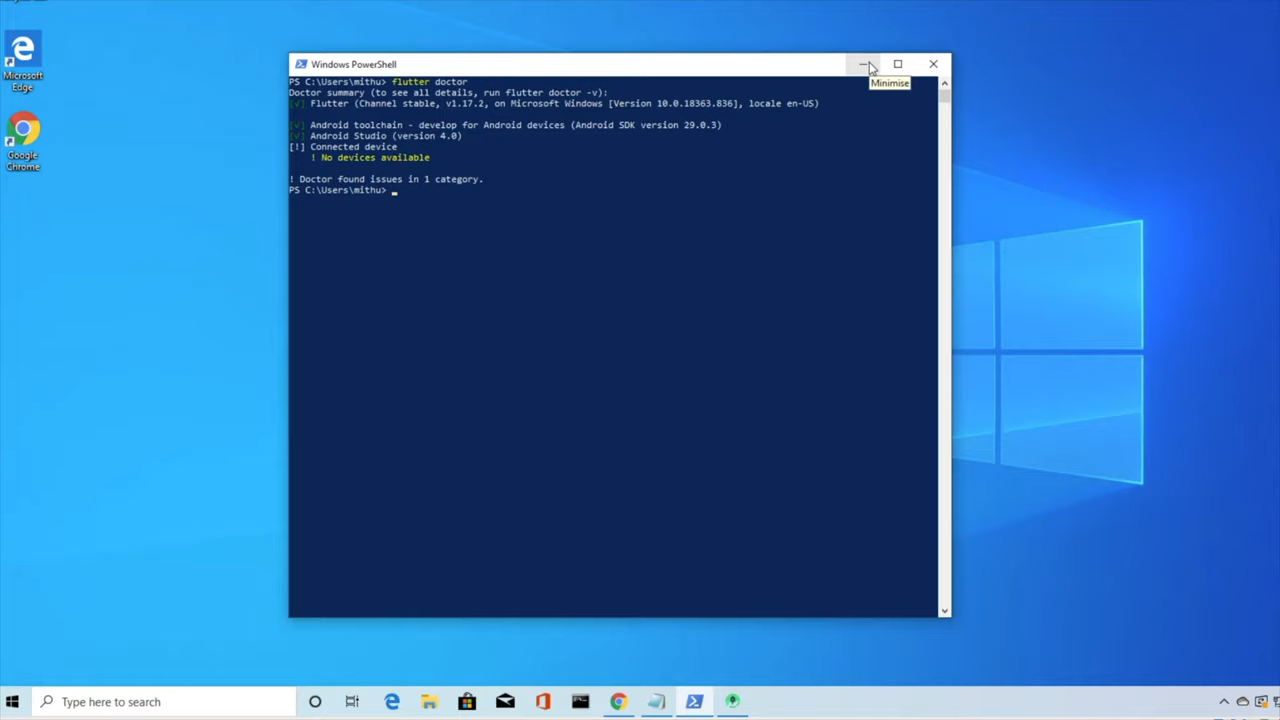 Microsoft
Edge
Google
Chrome
Windows PowerShell
Minimise
PS C:\Users\mithu> flutter doctor
Doctor summary (to see all details, run flutter doctor -v):
[√] Flutter (Channel stable, v1.17.2, on Microsoft Windows [Version 10.0.18363.836], locale en-US)
[√] Android toolchain - develop for Android devices (Android SDK version 29.0.3)
[√] Android Studio (version 4.0)
[!] Connected device
! No devices available
! Doctor found issues in 1 category.
PS C:\Users\mithu>
Type here to search